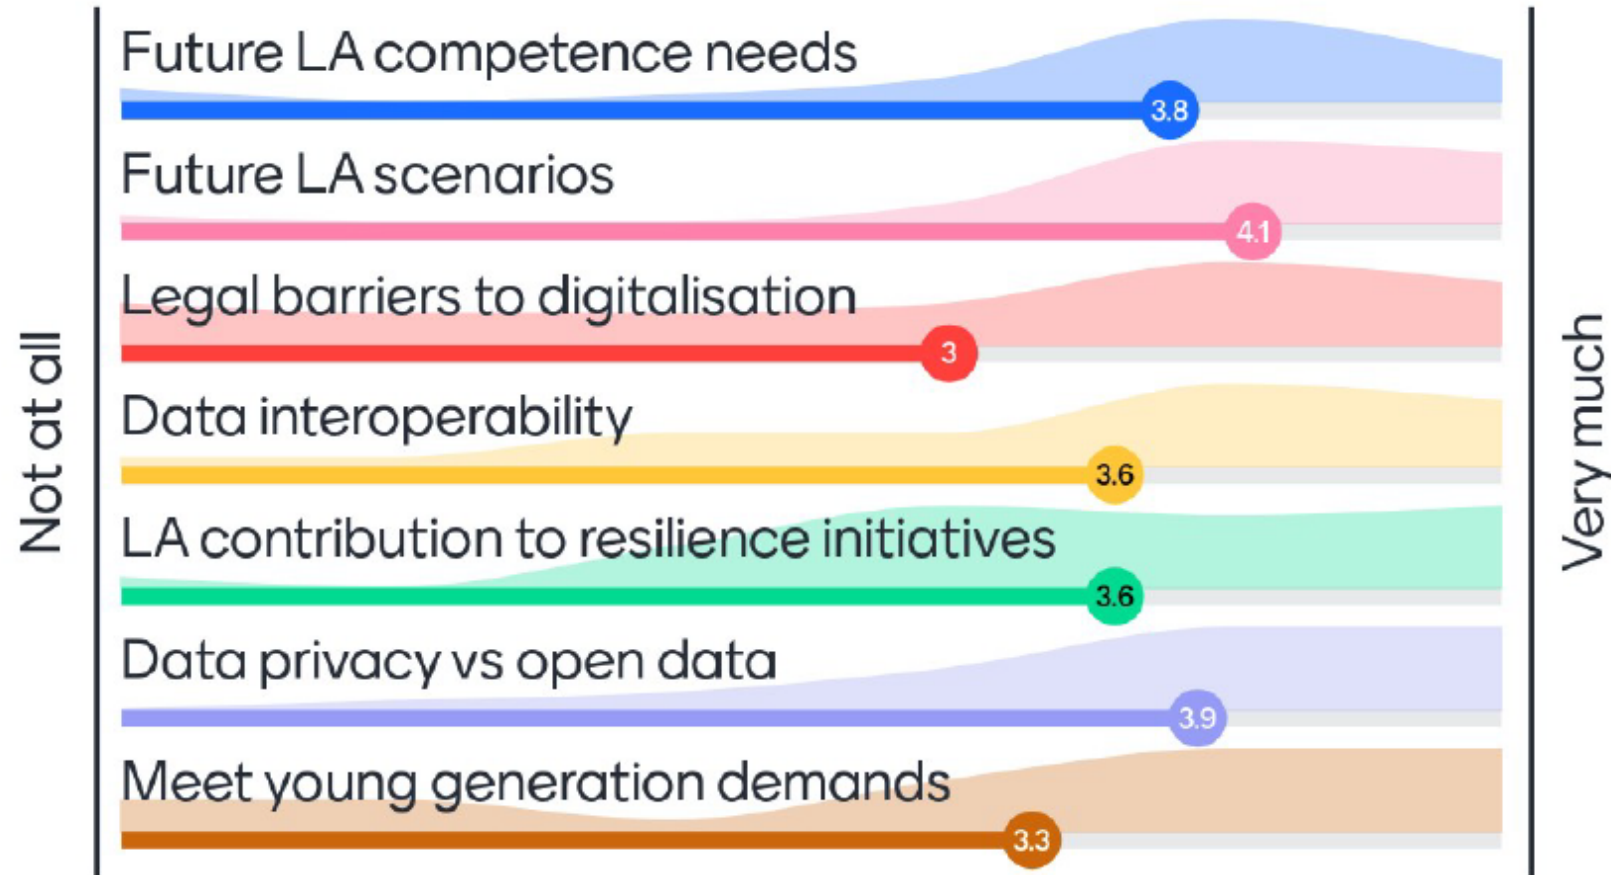 Future LA competence needs
3.8
Future LA scenarios
4.1
Legal barriers to digitalisation
3
Data interoperability
3.6
LA contribution to resilience initiatives
3.6
Data privacy vs open data
3.9
Meet young generation demands
3.3
Not at all
Very much